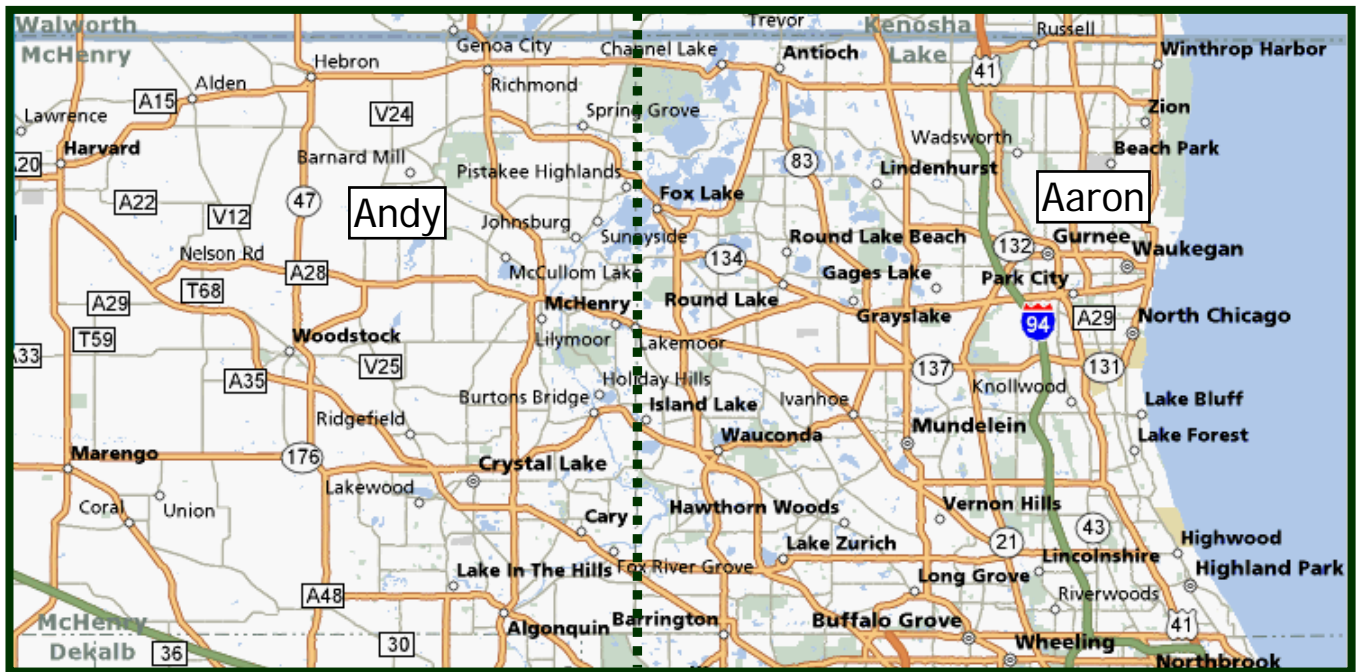 Walworth
McHenry
Trevor
Kenosha
Lake
Russell
Genoa City
Channel Lake
Antioch
Winthrop Harbor
41
Hebron
Alden
Richmond
A15
V24
Spring Grove
Zion
Lawrence
Wadsworth
Harvard
Barnard Mill
83
Beach Park
A20
Pistakee Highlands
Lindenhurst
Fox Lake
A22
47
Andy
Aaron
V12
Johnsburg
Sunnyside
Round Lake Beach
132
Gurnee
Waukegan
Nelson Rd
A28
McCullom Lake
134
Gages Lake
Park City
T68
A29
McHenry
Round Lake
Grayslake
94
A29
North Chicago
T59
Woodstock
Lilymoor
Lakemoor
A33
V25
137
131
A35
Holiday Hills
Knollwood
Burtons Bridge
Island Lake
Ivanhoe
Lake Bluff
Ridgefield
Wauconda
Mundelein
Lake Forest
Marengo
176
Crystal Lake
Lakewood
Coral
Union
Hawthorn Woods
Vernon Hills
Cary
43
Lake Zurich
21
Highwood
Lincolnshire
Fox River Grove
Lake In The Hills
Long Grove
Highland Park
A48
Riverwoods
McHenry
Algonquin
Barrington
Buffalo Grove
41
Dekalb
36
30
Wheeling
Northbrook